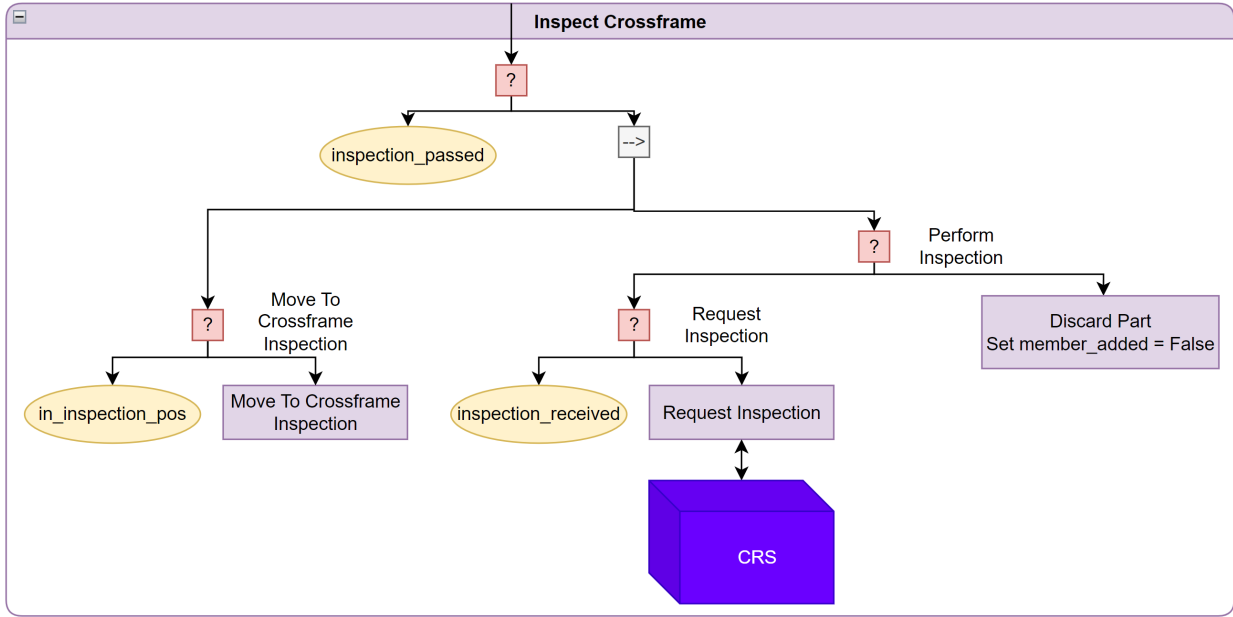 Inspect Crossframe
?
inspection_passed
-->
?
Perform
Inspection
?
Move To
Crossframe
Inspection
?
Request
Inspection
Discard Part
Set member_added = False
in_inspection_pos
Move To Crossframe
Inspection
inspection_received
Request Inspection
CRS